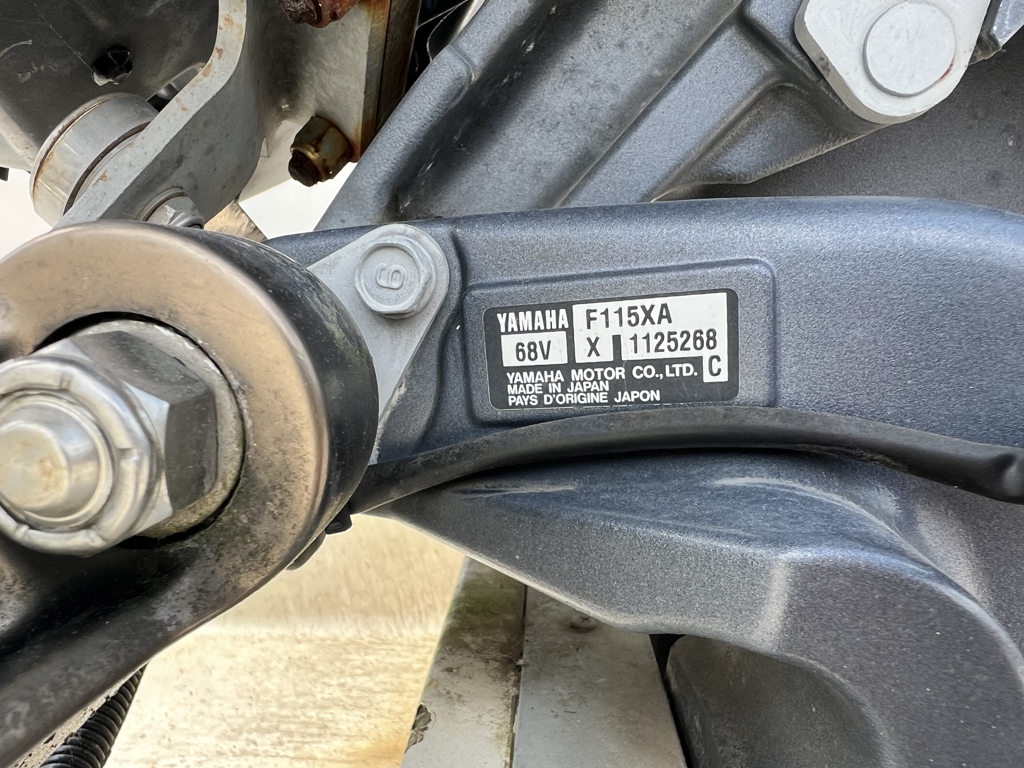 6
YAMAHA F115XA
68V X 1125268
C
YAMAHA MOTOR CO., LTD.
MADE IN JAPAN
PAYS D'ORIGINE JAPON